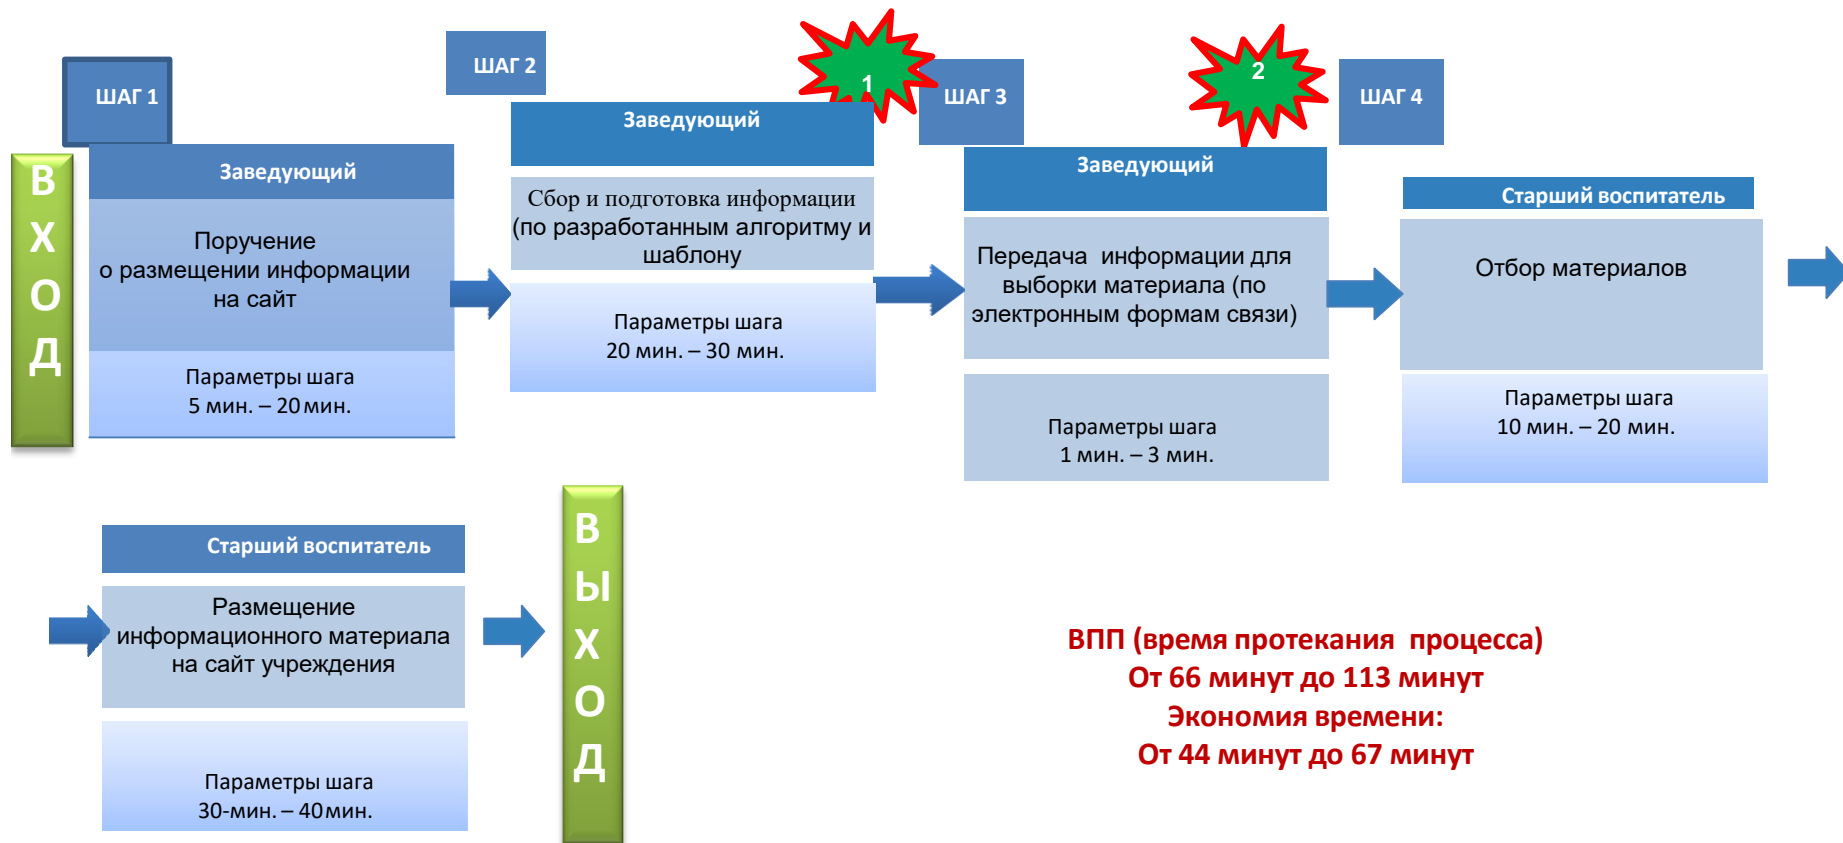 ШАГ 1
ШАГ 2
1
ШАГ 3
2
ШАГ 4
В
Х
О
Д
Заведующий
Поручение
о размещении информации
на сайт
Параметры шага
5 мин. – 20 мин.
Заведующий
Сбор и подготовка информации
(по разработанным алгоритму и
шаблону
Параметры шага
20 мин. – 30 мин.
Заведующий
Передача информации для
выборки материала (по
электронным формам связи)
Параметры шага
1 мин. – 3 мин.
Старший воспитатель
Отбор материалов
Параметры шага
10 мин. – 20 мин.
Старший воспитатель
Размещение
информационного материала
на сайт учреждения
Параметры шага
30-мин. – 40 мин.
В
Ы
Х
О
Д
ВПП (время протекания процесса)
От 66 минут до 113 минут
Экономия времени:
От 44 минут до 67 минут